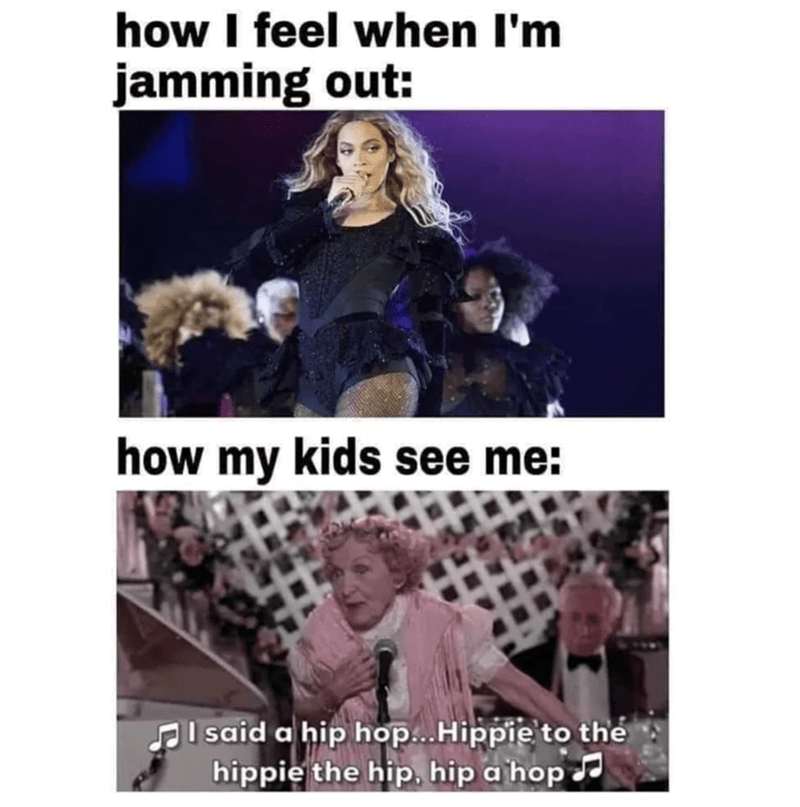 how I feel when I'm
jamming out:
how my kids see me:
♫ I said a hip hop...Hippie to the
hippie the hip, hip a hop ♫